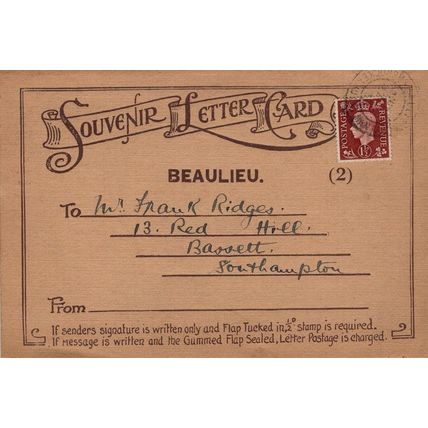 SOUVENIR LETTER CARD
POSTAGE REVENUE
1½D
BEAULIEU. (2)
To Mr. Frank Ridges.
13. Red Hill.
Bassett.
Southampton
From
If senders signature is written only and Flap Tucked in, ½ᴰ stamp is required.
If message is written and the Gummed Flap Sealed, Letter Postage is charged.